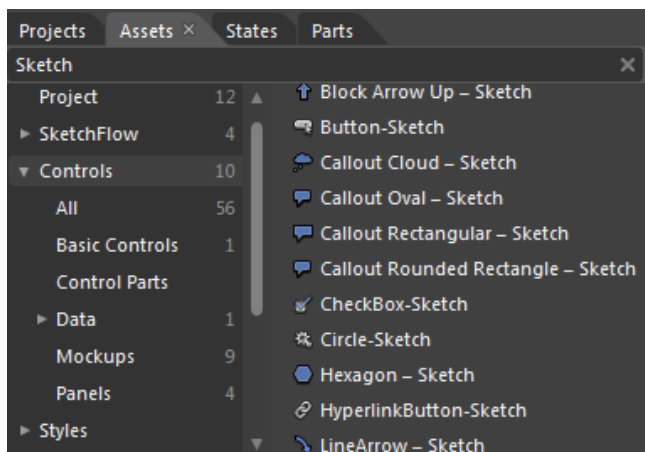 Projects Assets × States Parts
Sketch
Project 12
SketchFlow 4
Controls 10
All 56
Basic Controls 1
Control Parts
Data 1
Mockups 9
Panels 4
Styles
Block Arrow Up – Sketch
Button-Sketch
Callout Cloud – Sketch
Callout Oval – Sketch
Callout Rectangular – Sketch
Callout Rounded Rectangle – Sketch
CheckBox-Sketch
Circle-Sketch
Hexagon – Sketch
HyperlinkButton-Sketch
LineArrow – Sketch